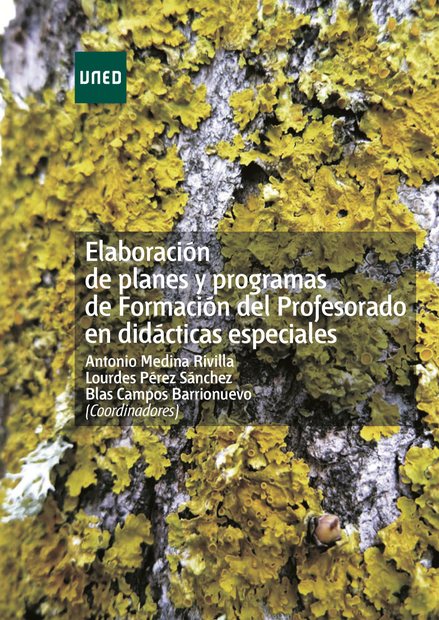 UNED
Elaboración
de planes y programas
de Formación del Profesorado
en didácticas especiales
Antonio Medina Rivilla
Lourdes Pérez Sánchez
Blas Campos Barrionuevo
(Coordinadores)